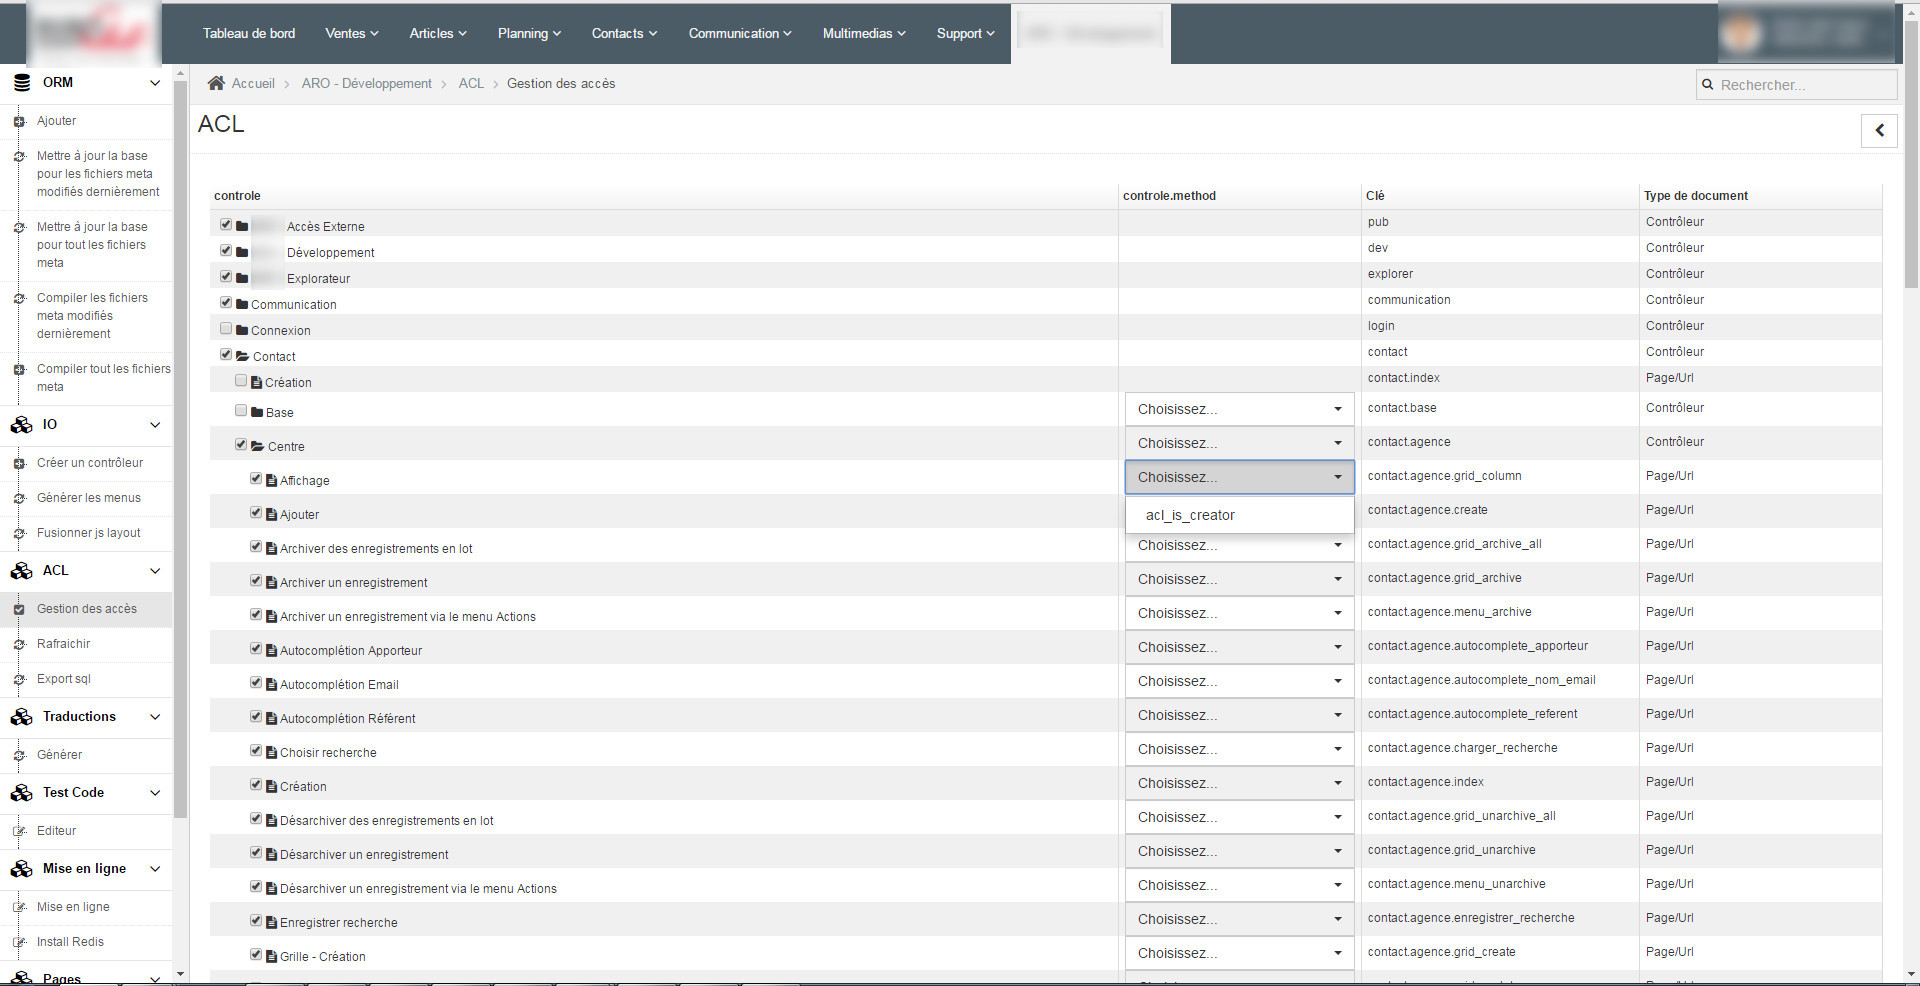 Tableau de bord
Ventes
Articles
Planning
Contacts
Communication
Multimedias
Support
ORM
Ajouter
Mettre à jour la base
pour les fichiers meta
modifiés dernièrement
Mettre à jour la base
pour tout les fichiers
meta
Compiler les fichiers
meta modifiès
dernièrement
Compiler tout les fichiers
meta
IO
Créer un contrôleur
Générer les menus
Fusionner js layout
ACL
Gestion des accès
Rafraichir
Export sql
Traductions
Générer
Test Code
Editeur
Mise en ligne
Mise en ligne
Install Redis
Pages
Accueil > ARO - Développement > ACL > Gestion des accès
Rechercher...
ACL
controle controle.method Clé Type de document
Accès Externe pub Contrôleur
Développement dev Contrôleur
Explorateur explorer Contrôleur
Communication communication Contrôleur
Connexion login Contrôleur
Contact contact Contrôleur
Création contact.index Page/Url
Base Choisissez... contact.base Contrôleur
Centre Choisissez... contact.agence Contrôleur
Affichage Choisissez... contact.agence.grid_column Page/Url
Ajouter acl_is_creator contact.agence.create Page/Url
Archiver des enregistrements en lot Choisissez... contact.agence.grid_archive_all Page/Url
Archiver un enregistrement Choisissez... contact.agence.grid_archive Page/Url
Archiver un enregistrement via le menu Actions Choisissez... contact.agence.menu_archive Page/Url
Autocomplétion Apporteur Choisissez... contact.agence.autocomplete_apporteur Page/Url
Autocomplétion Email Choisissez... contact.agence.autocomplete_nom_email Page/Url
Autocomplétion Référent Choisissez... contact.agence.autocomplete_referent Page/Url
Choisir recherche Choisissez... contact.agence.charger_recherche Page/Url
Création Choisissez... contact.agence.index Page/Url
Désarchiver des enregistrements en lot Choisissez... contact.agence.grid_unarchive_all Page/Url
Désarchiver un enregistrement Choisissez... contact.agence.grid_unarchive Page/Url
Désarchiver un enregistrement via le menu Actions Choisissez... contact.agence.menu_unarchive Page/Url
Enregistrer recherche Choisissez... contact.agence.enregistrer_recherche Page/Url
Grille - Création Choisissez... contact.agence.grid_create Page/Url